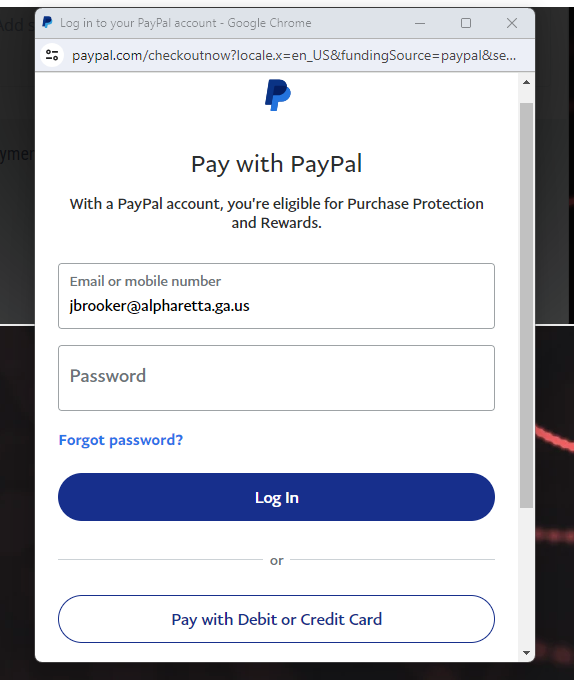 Log in to your PayPal account - Google Chrome
paypal.com/checkoutnow?locale.x=en_US&fundingSource=paypal&se...
Pay with PayPal
With a PayPal account, you're eligible for Purchase Protection
and Rewards.
Email or mobile number
jbrooker@alpharetta.ga.us
Password
Forgot password?
Log In
or
Pay with Debit or Credit Card